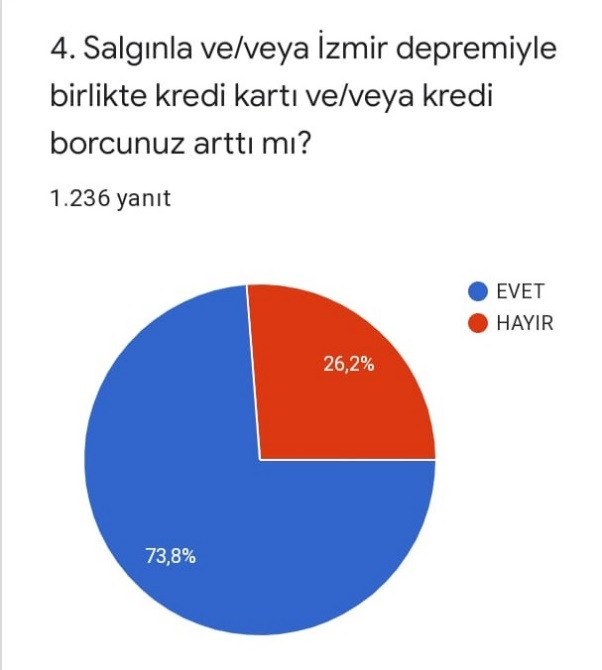 4. Salgınla ve/veya İzmir depremiyle
birlikte kredi kartı ve/veya kredi
borcunuz arttı mı?
1.236 yanıt
EVET
HAYIR
26,2%
73,8%